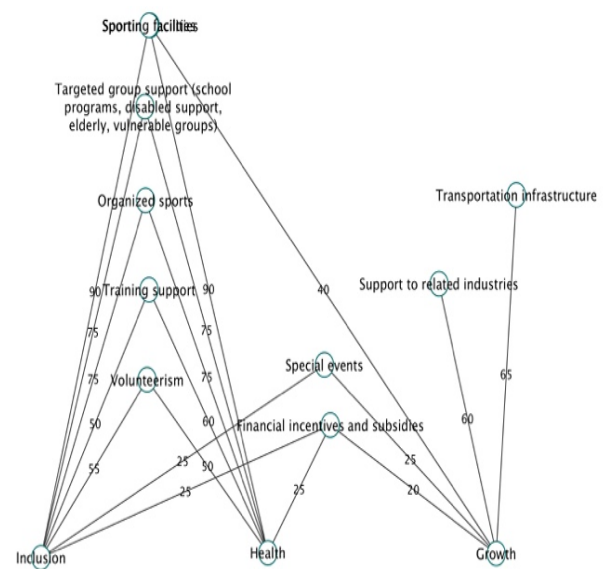 Sporting facilities
Targeted group support (school
programs, disabled support,
elderly, vulnerable groups)
Transportation infrastructure
Organized sports
Support to related industries
90
Training support
90
40
75
75
Special events
65
75
Volunteerism
75
50
60
Financial incentives and subsidies
60
55
25
50
25
25
25
20
Inclusion
Health
Growth